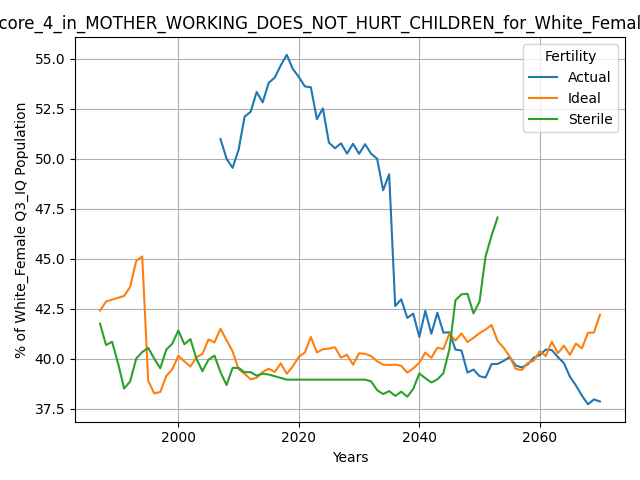 core_4_in_MOTHER_WORKING_DOES_NOT_HURT_CHILDREN_for_White_Femal
% of White_Female Q3_IQ Population
55.0
52.5
50.0
47.5
45.0
42.5
40.0
37.5
Fertility
Actual
Ideal
Sterile
2000
2020
2040
2060
Years